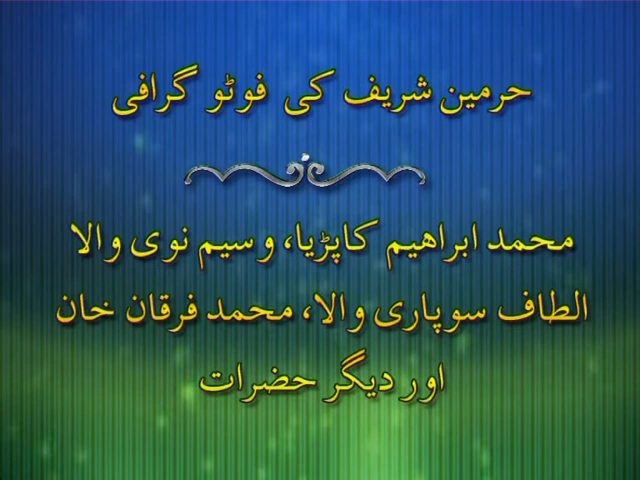 حرمین شریف کی فوٹو گرافی
محمد ابراھیم کاپڑیا، وسیم نوی والا
الطاف سوپاری والا، محمد فرقان خان
اور دیگر حضرات